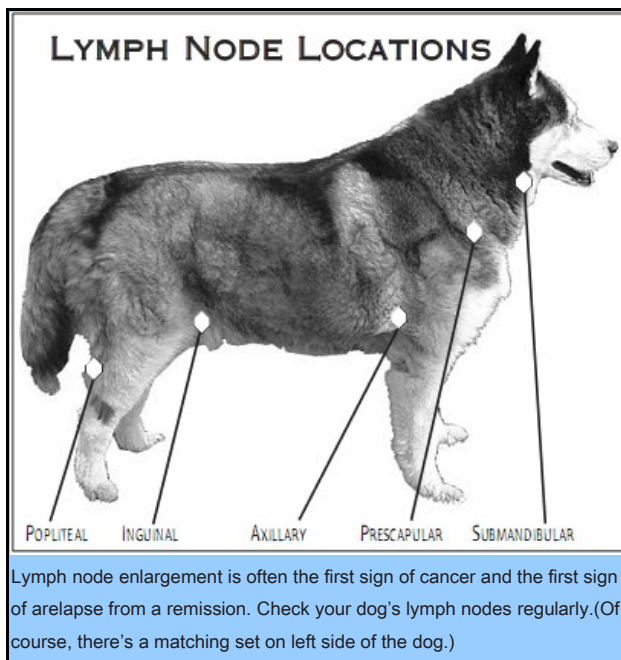 LYMPH NODE LOCATIONS
POPLITEAL INGUINAL AXILLARY PRESCAPULAR SUBMANDIBULAR
Lymph node enlargement is often the first sign of cancer and the first sign
of arelapse from a remission. Check your dog’s lymph nodes regularly.(Of
course, there’s a matching set on left side of the dog.)